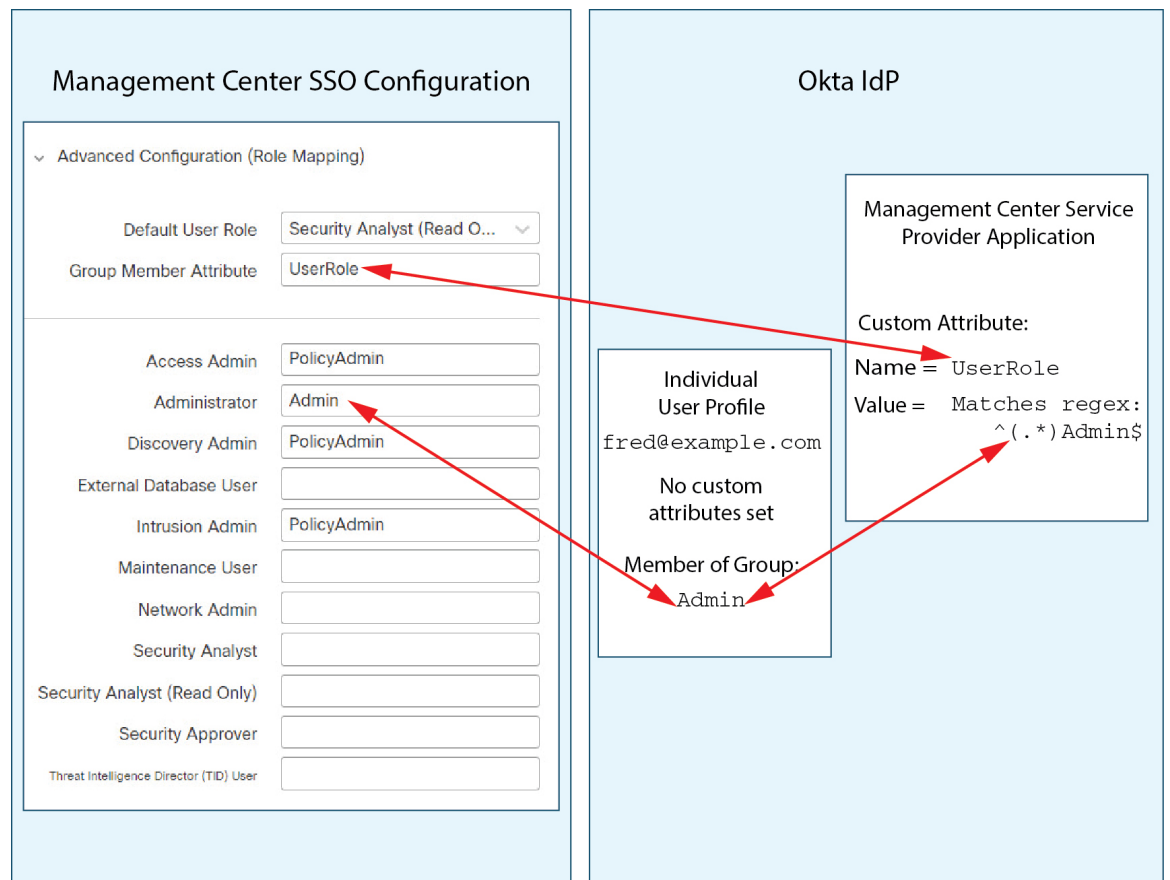 Management Center SSO Configuration
Advanced Configuration (Role Mapping)
Default User Role
Security Analyst (Read O...
Group Member Attribute
UserRole
Access Admin
PolicyAdmin
Administrator
Admin
Discovery Admin
PolicyAdmin
External Database User
Intrusion Admin
PolicyAdmin
Maintenance User
Network Admin
Security Analyst
Security Analyst (Read Only)
Security Approver
Threat Intelligence Director (TID) User
Okta IdP
Individual
User Profile
fred@example.com
No custom
attributes set
Member of Group:
Admin
Management Center Service
Provider Application
Custom Attribute:
Name = UserRole
Value = Matches regex:
^(.*)Admin$